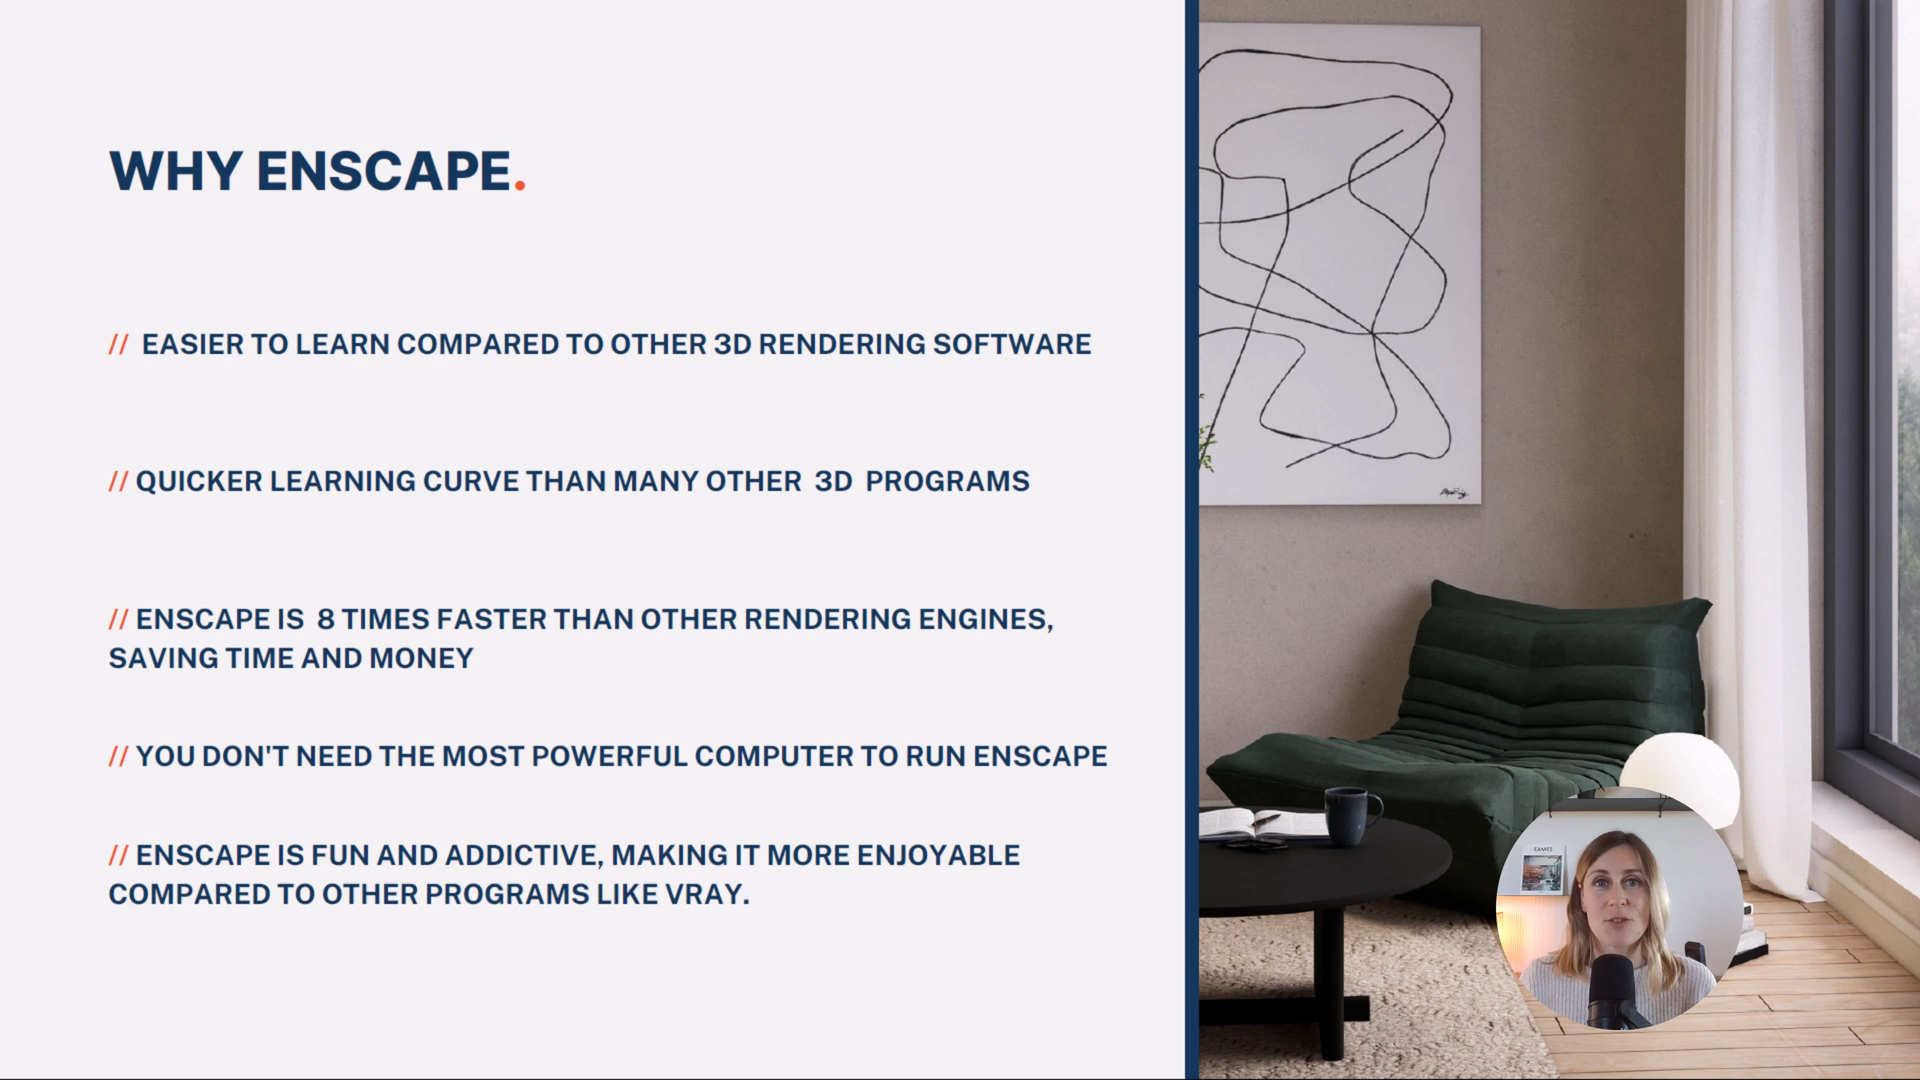 WHY ENSCAPE.
// EASIER TO LEARN COMPARED TO OTHER 3D RENDERING SOFTWARE
// QUICKER LEARNING CURVE THAN MANY OTHER 3D PROGRAMS
// ENSCAPE IS 8 TIMES FASTER THAN OTHER RENDERING ENGINES,
SAVING TIME AND MONEY
// YOU DON'T NEED THE MOST POWERFUL COMPUTER TO RUN ENSCAPE
// ENSCAPE IS FUN AND ADDICTIVE, MAKING IT MORE ENJOYABLE
COMPARED TO OTHER PROGRAMS LIKE VRAY.
EAMES